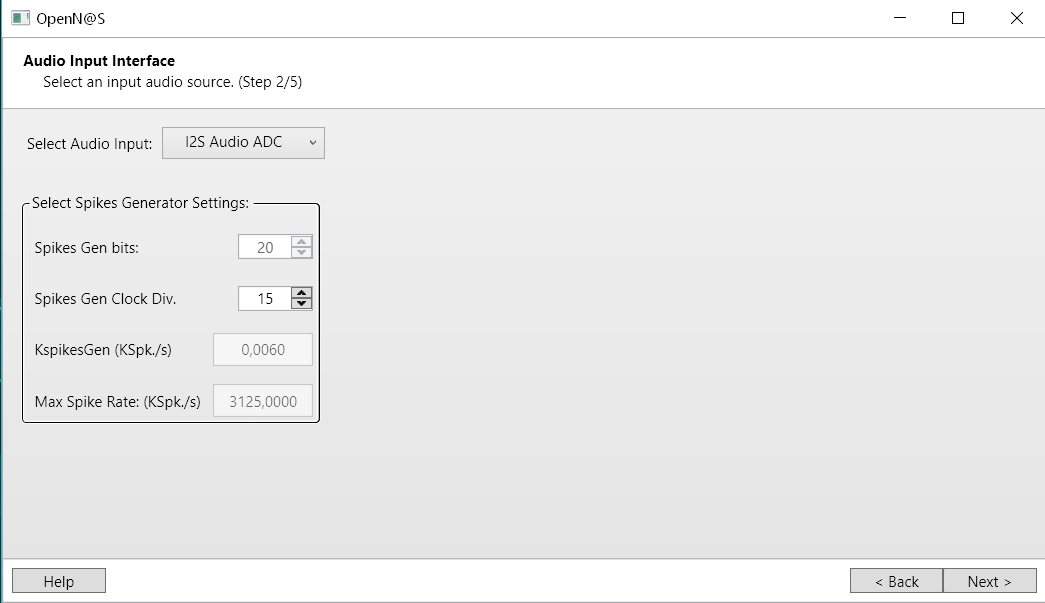 OpenN@S
Audio Input Interface
Select an input audio source. (Step 2/5)
Select Audio Input: I2S Audio ADC
Select Spikes Generator Settings:
Spikes Gen bits: 20
Spikes Gen Clock Div. 15
KspikesGen (KSpk./s) 0,0060
Max Spike Rate: (KSpk./s) 3125,0000
Help < Back Next >